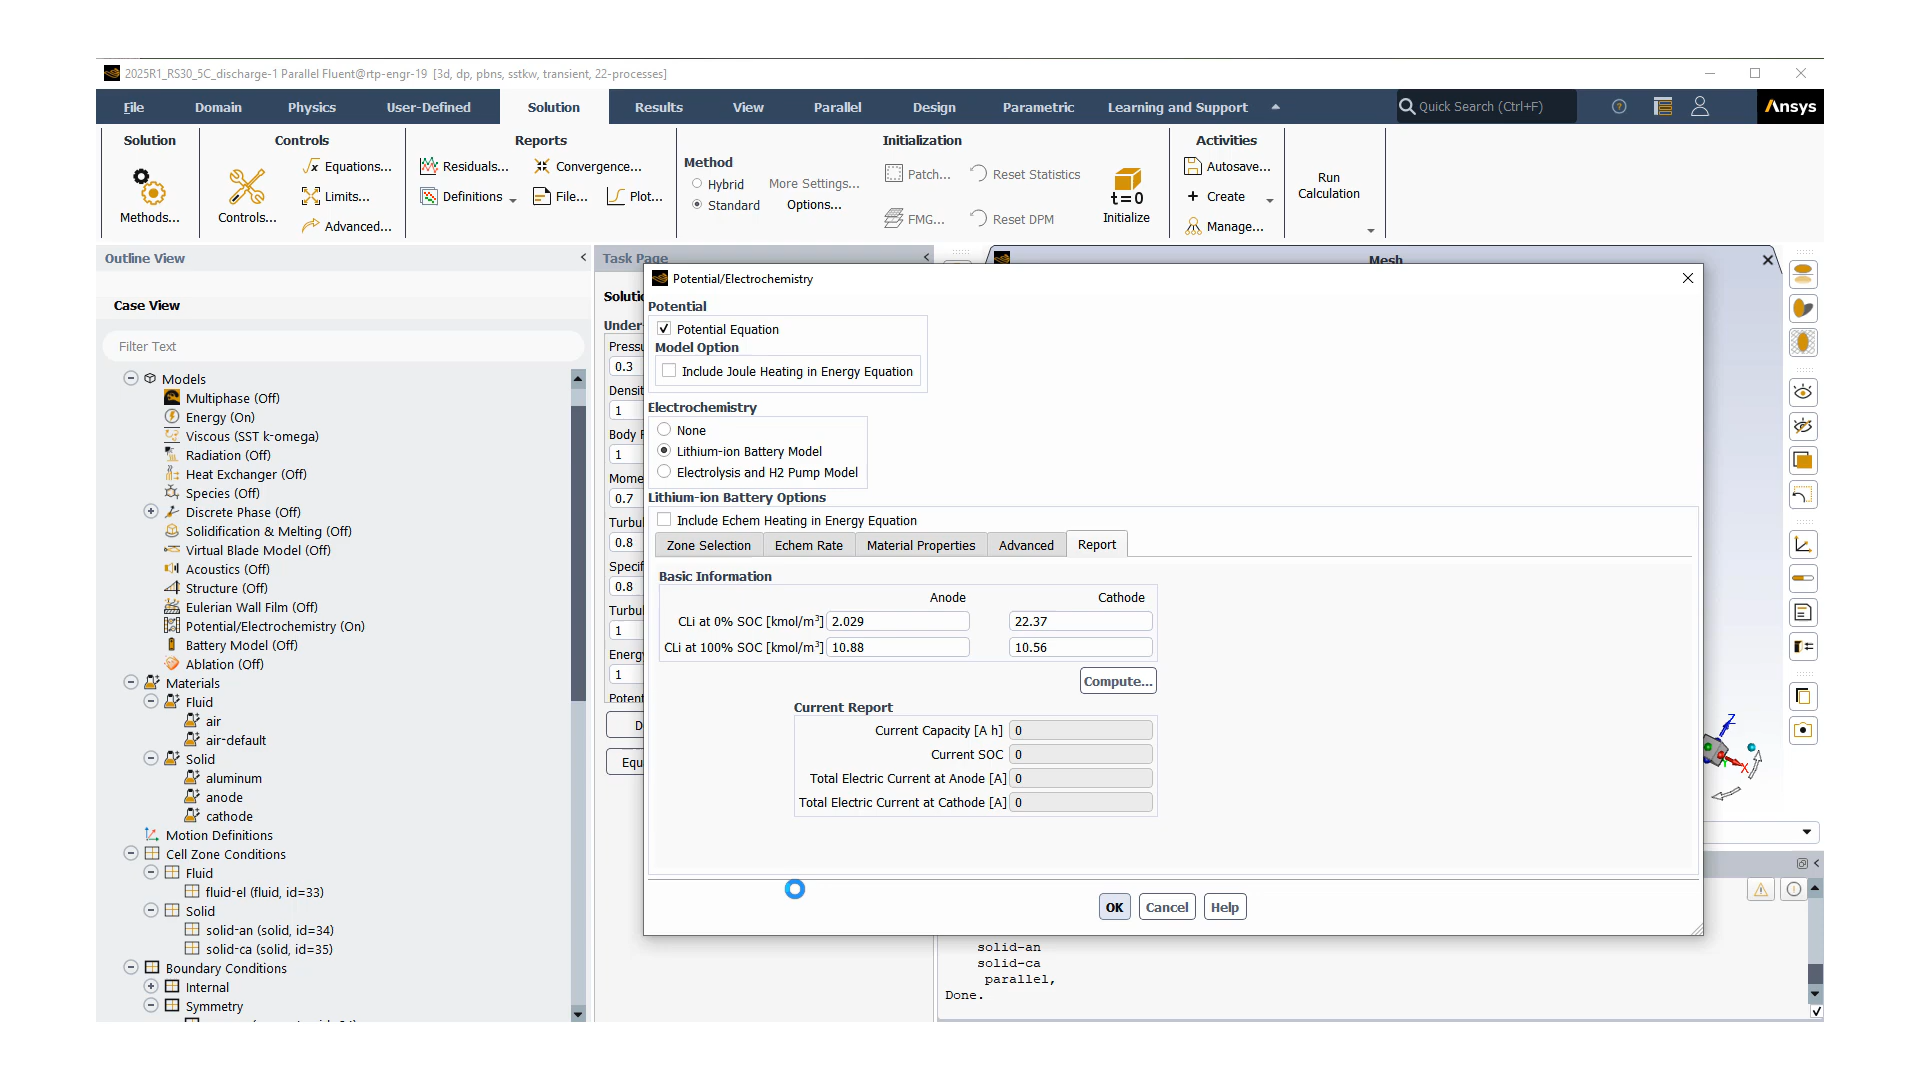 2025R1_RS30_5C_discharge-1 Parallel Fluent@rtp-engr-19 [3d, dp, pbns, sstkw, transient, 22-processes]
File Domain Physics User-Defined Solution Results View Parallel Design Parametric Learning and Support Quick Search (Ctrl+F) Ansys
Solution Controls Reports Initialization Activities
Methods...
Controls...
Equations...
Limits...
Advanced...
Residuals... Convergence...
Definitions File... Plot...
Method
Hybrid More Settings...
Standard Options...
Patch... Reset Statistics
FMG... Reset DPM
t=0
Initialize
Autosave...
Create
Manage...
Run
Calculation
Outline View
Case View
Filter Text
Models
Multiphase (Off)
Energy (On)
Viscous (SST k-omega)
Radiation (Off)
Heat Exchanger (Off)
Species (Off)
Discrete Phase (Off)
Solidification & Melting (Off)
Virtual Blade Model (Off)
Acoustics (Off)
Structure (Off)
Eulerian Wall Film (Off)
Potential/Electrochemistry (On)
Battery Model (Off)
Ablation (Off)
Materials
Fluid
air
air-default
Solid
aluminum
anode
cathode
Motion Definitions
Cell Zone Conditions
Fluid
fluid-el (fluid, id=33)
Solid
solid-an (solid, id=34)
solid-ca (solid, id=35)
Boundary Conditions
Internal
Symmetry
Task Page
Solutio
Under-
Pressu
0.3
Densit
1
Body F
1
Mome
0.7
Turbul
0.8
Specif
0.8
Turbul
1
Energy
1
Poten
D
Equ
Mesh
Potential/Electrochemistry
Potential
Potential Equation
Model Option
Include Joule Heating in Energy Equation
Electrochemistry
None
Lithium-ion Battery Model
Electrolysis and H2 Pump Model
Lithium-ion Battery Options
Include Echem Heating in Energy Equation
Zone Selection Echem Rate Material Properties Advanced Report
Basic Information
Anode Cathode
CLi at 0% SOC [kmol/m³] 2.029 22.37
CLi at 100% SOC [kmol/m³] 10.88 10.56
Compute...
Current Report
Current Capacity [A h] 0
Current SOC 0
Total Electric Current at Anode [A] 0
Total Electric Current at Cathode [A] 0
OK Cancel Help
Z
X
solid-an
solid-ca
parallel,
Done.